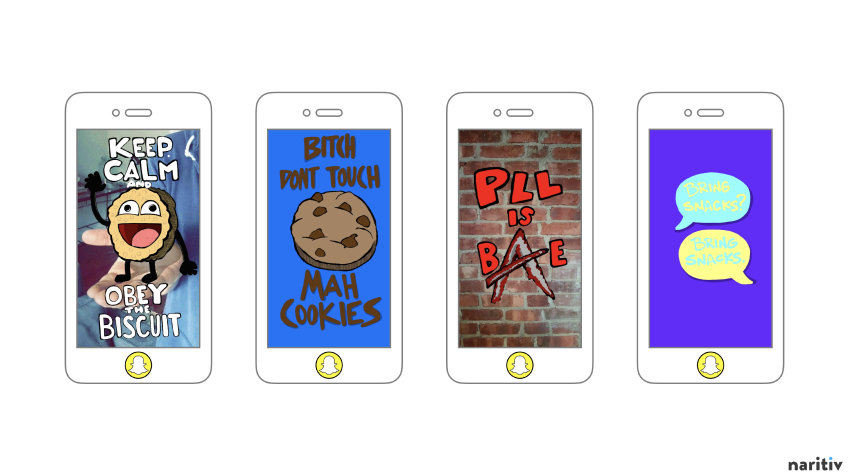 KEEP
CALM
AND
OBEY
THE
BISCUIT
BITCH
DONT TOUCH
MAH
COOKIES
PLL
IS
BAE
BRING
SNACKS?
BRING
SNACKS.
naritiv